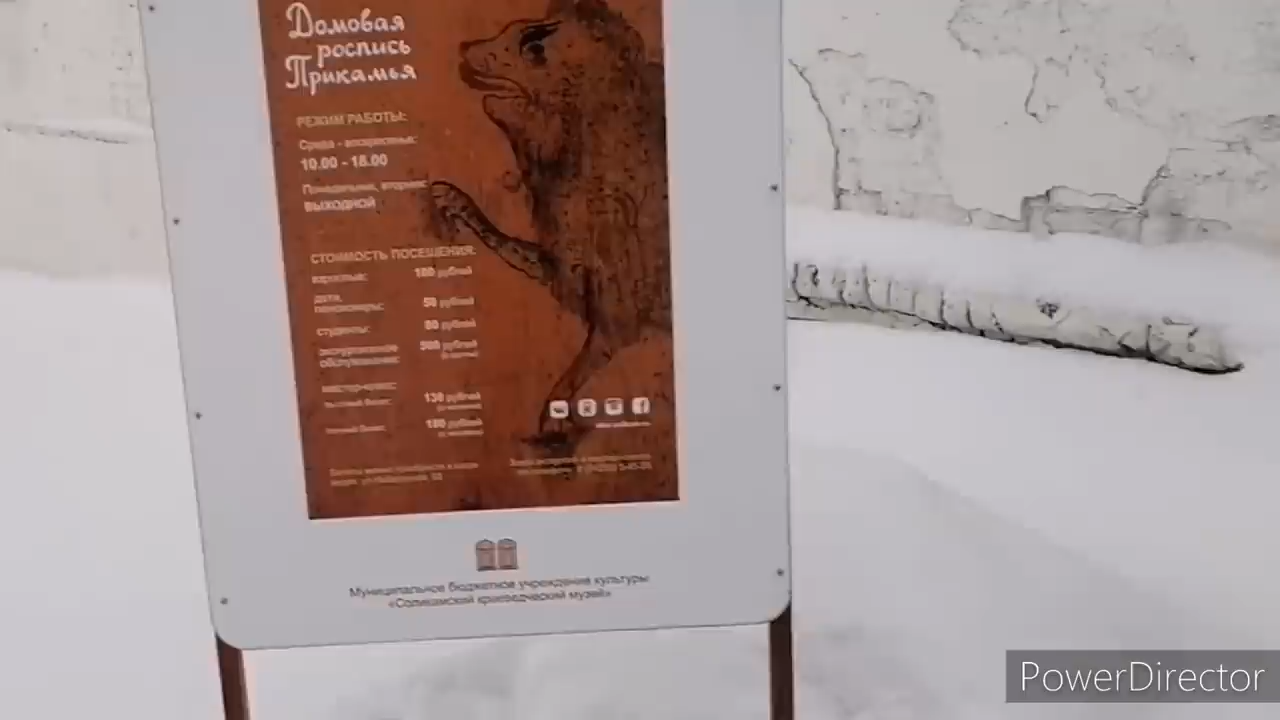 Домовая
роспись
Прикамья
РЕЖИМ РАБОТЫ:
Среда - воскресенье:
10.00 - 18.00
Понедельник, вторник:
ВЫХОДНОЙ
СТОИМОСТЬ ПОСЕЩЕНИЯ:
взрослые: 100 рублей
дети,
пенсионеры: 50 рублей
студенты: 80 рублей
экскурсионное
обслуживание: 300 рублей
мастер-класс:
130 рублей
180 рублей
Муниципальное бюджетное учреждение культуры
«Соликамский краеведческий музей»
PowerDirector